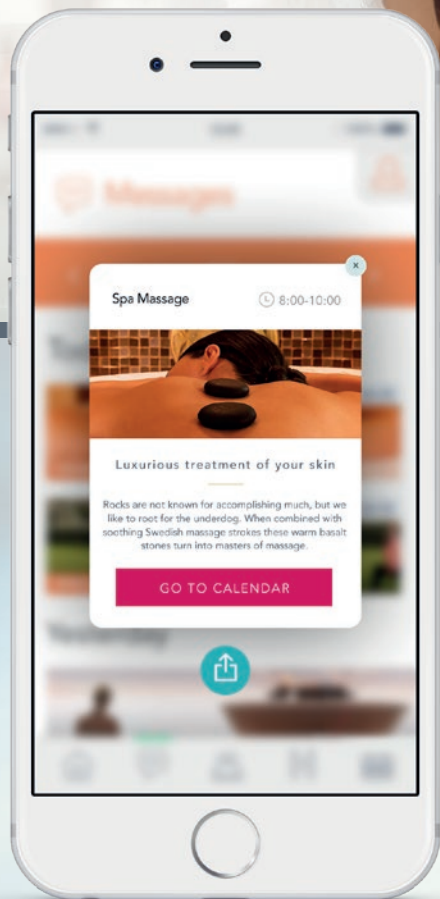 Messages
Spa Massage
8:00-10:00
Luxurious treatment of your skin
Rocks are not known for accomplishing much, but we
like to root for the underdog. When combined with
soothing Swedish massage strokes these warm basalt
stones turn into masters of massage.
GO TO CALENDAR
Yesterday